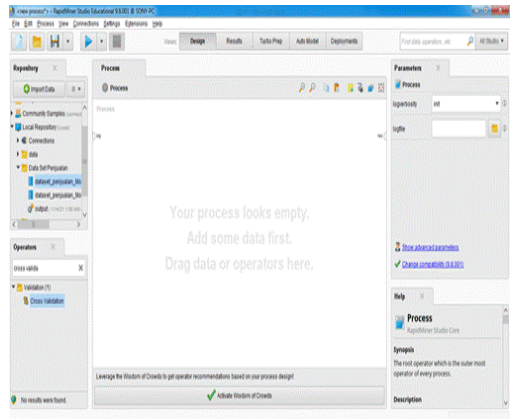 <new process*> – RapidMiner Studio Educational 9.8.001 @ SONY-PC
File Edit Process View Connections Settings Extensions Help
Views: Design Results Turbo Prep Auto Model Deployments Find data, operators, etc All Studio
Repository
Import Data
Community Samples (connected
Local Repository (Local)
Connections
data
Data Set Penjualan
dataset_penjualan_Mo
dataset_penjualan_Mo
output
Operators
cross valida
Validation (1)
Cross Validation
No results were found.
Process
Process
Process
inp
res
Your process looks empty.
Add some data first.
Drag data or operators here.
Leverage the Wisdom of Crowds to get operator recommendations based on your process design!
Activate Wisdom of Crowds
Parameters
Process
logverbosity init
logfile
Show advanced parameters
Change compatibility (9.8.001)
Help
Process
RapidMiner Studio Core
Synopsis
The root operator which is the outer most
operator of every process.
Description